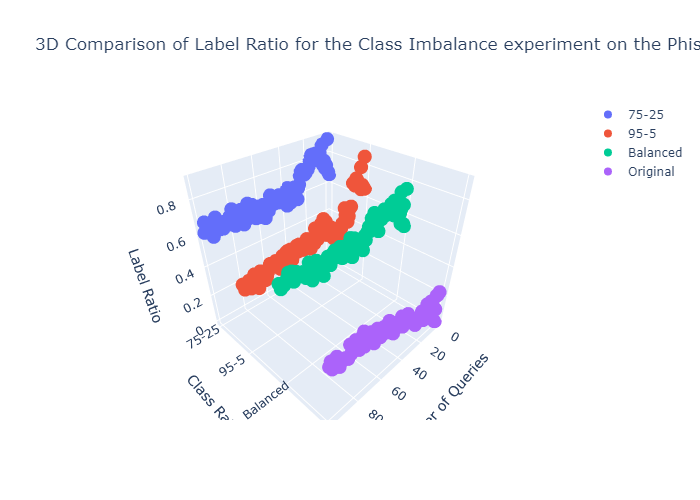 3D Comparison of Label Ratio for the Class Imbalance experiment on the Phis
75-25
95-5
Balanced
Original
0.8
0.6
0.4
0.2
0
Label Ratio
75-25
95-5
Balanced
Class Ra
0
20
40
60
80
er of Queries